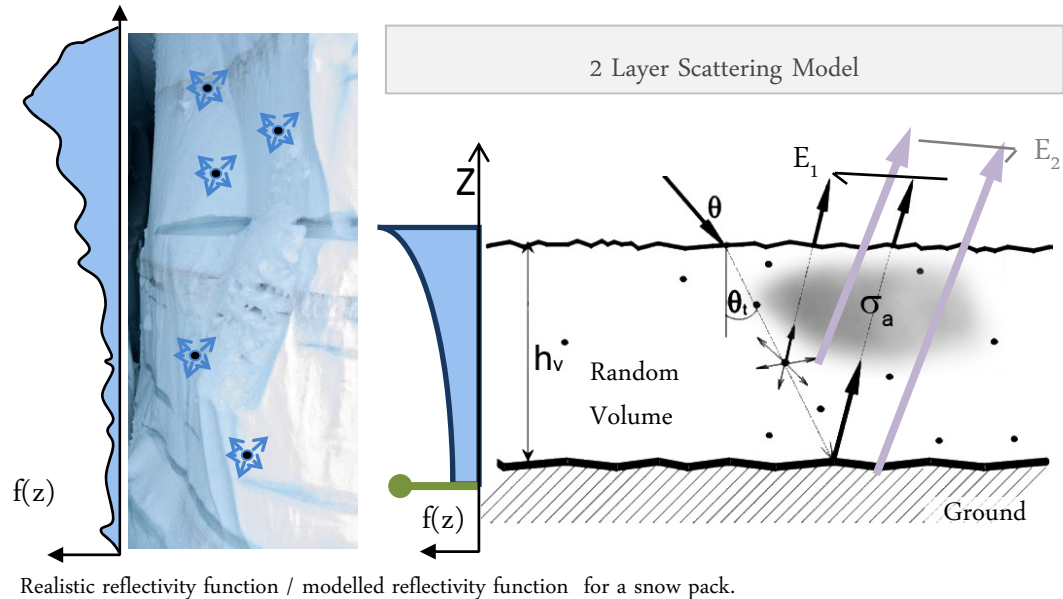 2 Layer Scattering Model
f(z)
Z
f(z)
θ
θt
hv
Random
Volume
E1
E2
σa
Ground
Realistic reflectivity function / modelled reflectivity function for a snow pack.